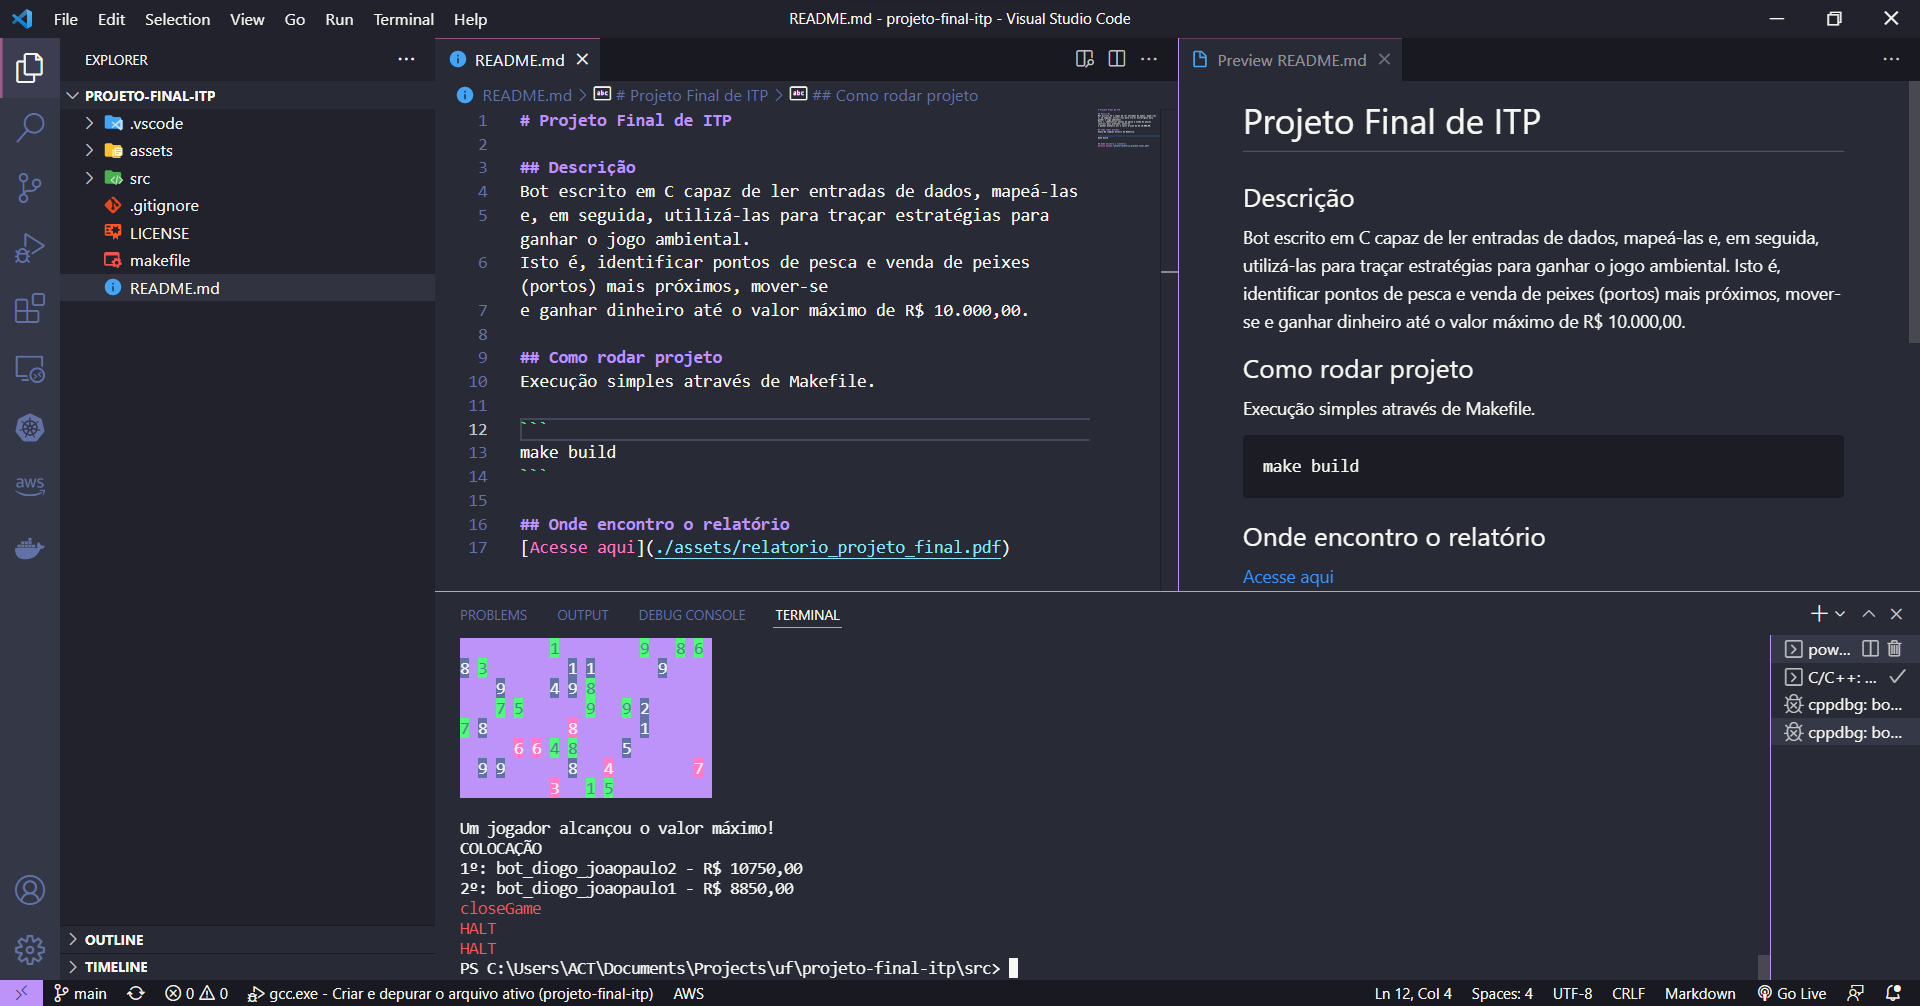 File Edit Selection View Go Run Terminal Help
README.md - projeto-final-itp - Visual Studio Code
EXPLORER
PROJETO-FINAL-ITP
.vscode
assets
src
.gitignore
LICENSE
makefile
README.md
OUTLINE
TIMELINE
aws
README.md
README.md > # Projeto Final de ITP > ## Como rodar projeto
1 # Projeto Final de ITP
2
3 ## Descrição
4 Bot escrito em C capaz de ler entradas de dados, mapeá-las
5 e, em seguida, utilizá-las para traçar estratégias para
ganhar o jogo ambiental.
6 Isto é, identificar pontos de pesca e venda de peixes
(portos) mais próximos, mover-se
7 e ganhar dinheiro até o valor máximo de R$ 10.000,00.
8
9 ## Como rodar projeto
10 Execução simples através de Makefile.
11
12 ```
13 make build
14 ```
15
16 ## Onde encontro o relatório
17 [Acesse aqui](./assets/relatorio_projeto_final.pdf)
Preview README.md
Projeto Final de ITP
Descrição
Bot escrito em C capaz de ler entradas de dados, mapeá-las e, em seguida,
utilizá-las para traçar estratégias para ganhar o jogo ambiental. Isto é,
identificar pontos de pesca e venda de peixes (portos) mais próximos, mover-
se e ganhar dinheiro até o valor máximo de R$ 10.000,00.
Como rodar projeto
Execução simples através de Makefile.
make build
Onde encontro o relatório
Acesse aqui
PROBLEMS OUTPUT DEBUG CONSOLE TERMINAL
1 9 8 6
8 3 1 1 9
9 4 9 8
7 5 9 9 2
7 8 8 1
6 6 4 8 5
9 9 8 4 7
3 1 5
Um jogador alcançou o valor máximo!
COLOCAÇÃO
1º: bot_diogo_joaopaulo2 - R$ 10750,00
2º: bot_diogo_joaopaulo1 - R$ 8850,00
closeGame
HALT
HALT
PS C:\Users\ACT\Documents\Projects\uf\projeto-final-itp\src>
pow...
C/C++: ...
cppdbg: bo...
cppdbg: bo...
main 0 0 gcc.exe - Criar e depurar o arquivo ativo (projeto-final-itp) AWS
Ln 12, Col 4 Spaces: 4 UTF-8 CRLF Markdown Go Live